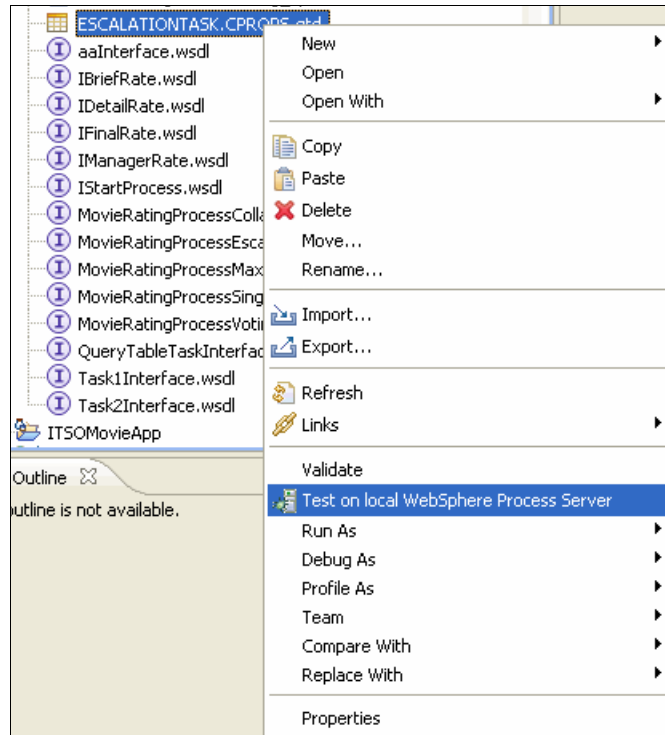 ESCALATIONTASK.CPROPS.qtd
aaInterface.wsdl
IBriefRate.wsdl
IDetailRate.wsdl
IFinalRate.wsdl
IManagerRate.wsdl
IStartProcess.wsdl
MovieRatingProcessColla
MovieRatingProcessEsca
MovieRatingProcessMax
MovieRatingProcessSing
MovieRatingProcessVoti
QueryTableTaskInterfac
Task1Interface.wsdl
Task2Interface.wsdl
ITSOMovieApp
Outline
outline is not available.
New
Open
Open With
Copy
Paste
Delete
Move...
Rename...
Import...
Export...
Refresh
Links
Validate
Test on local WebSphere Process Server
Run As
Debug As
Profile As
Team
Compare With
Replace With
Properties